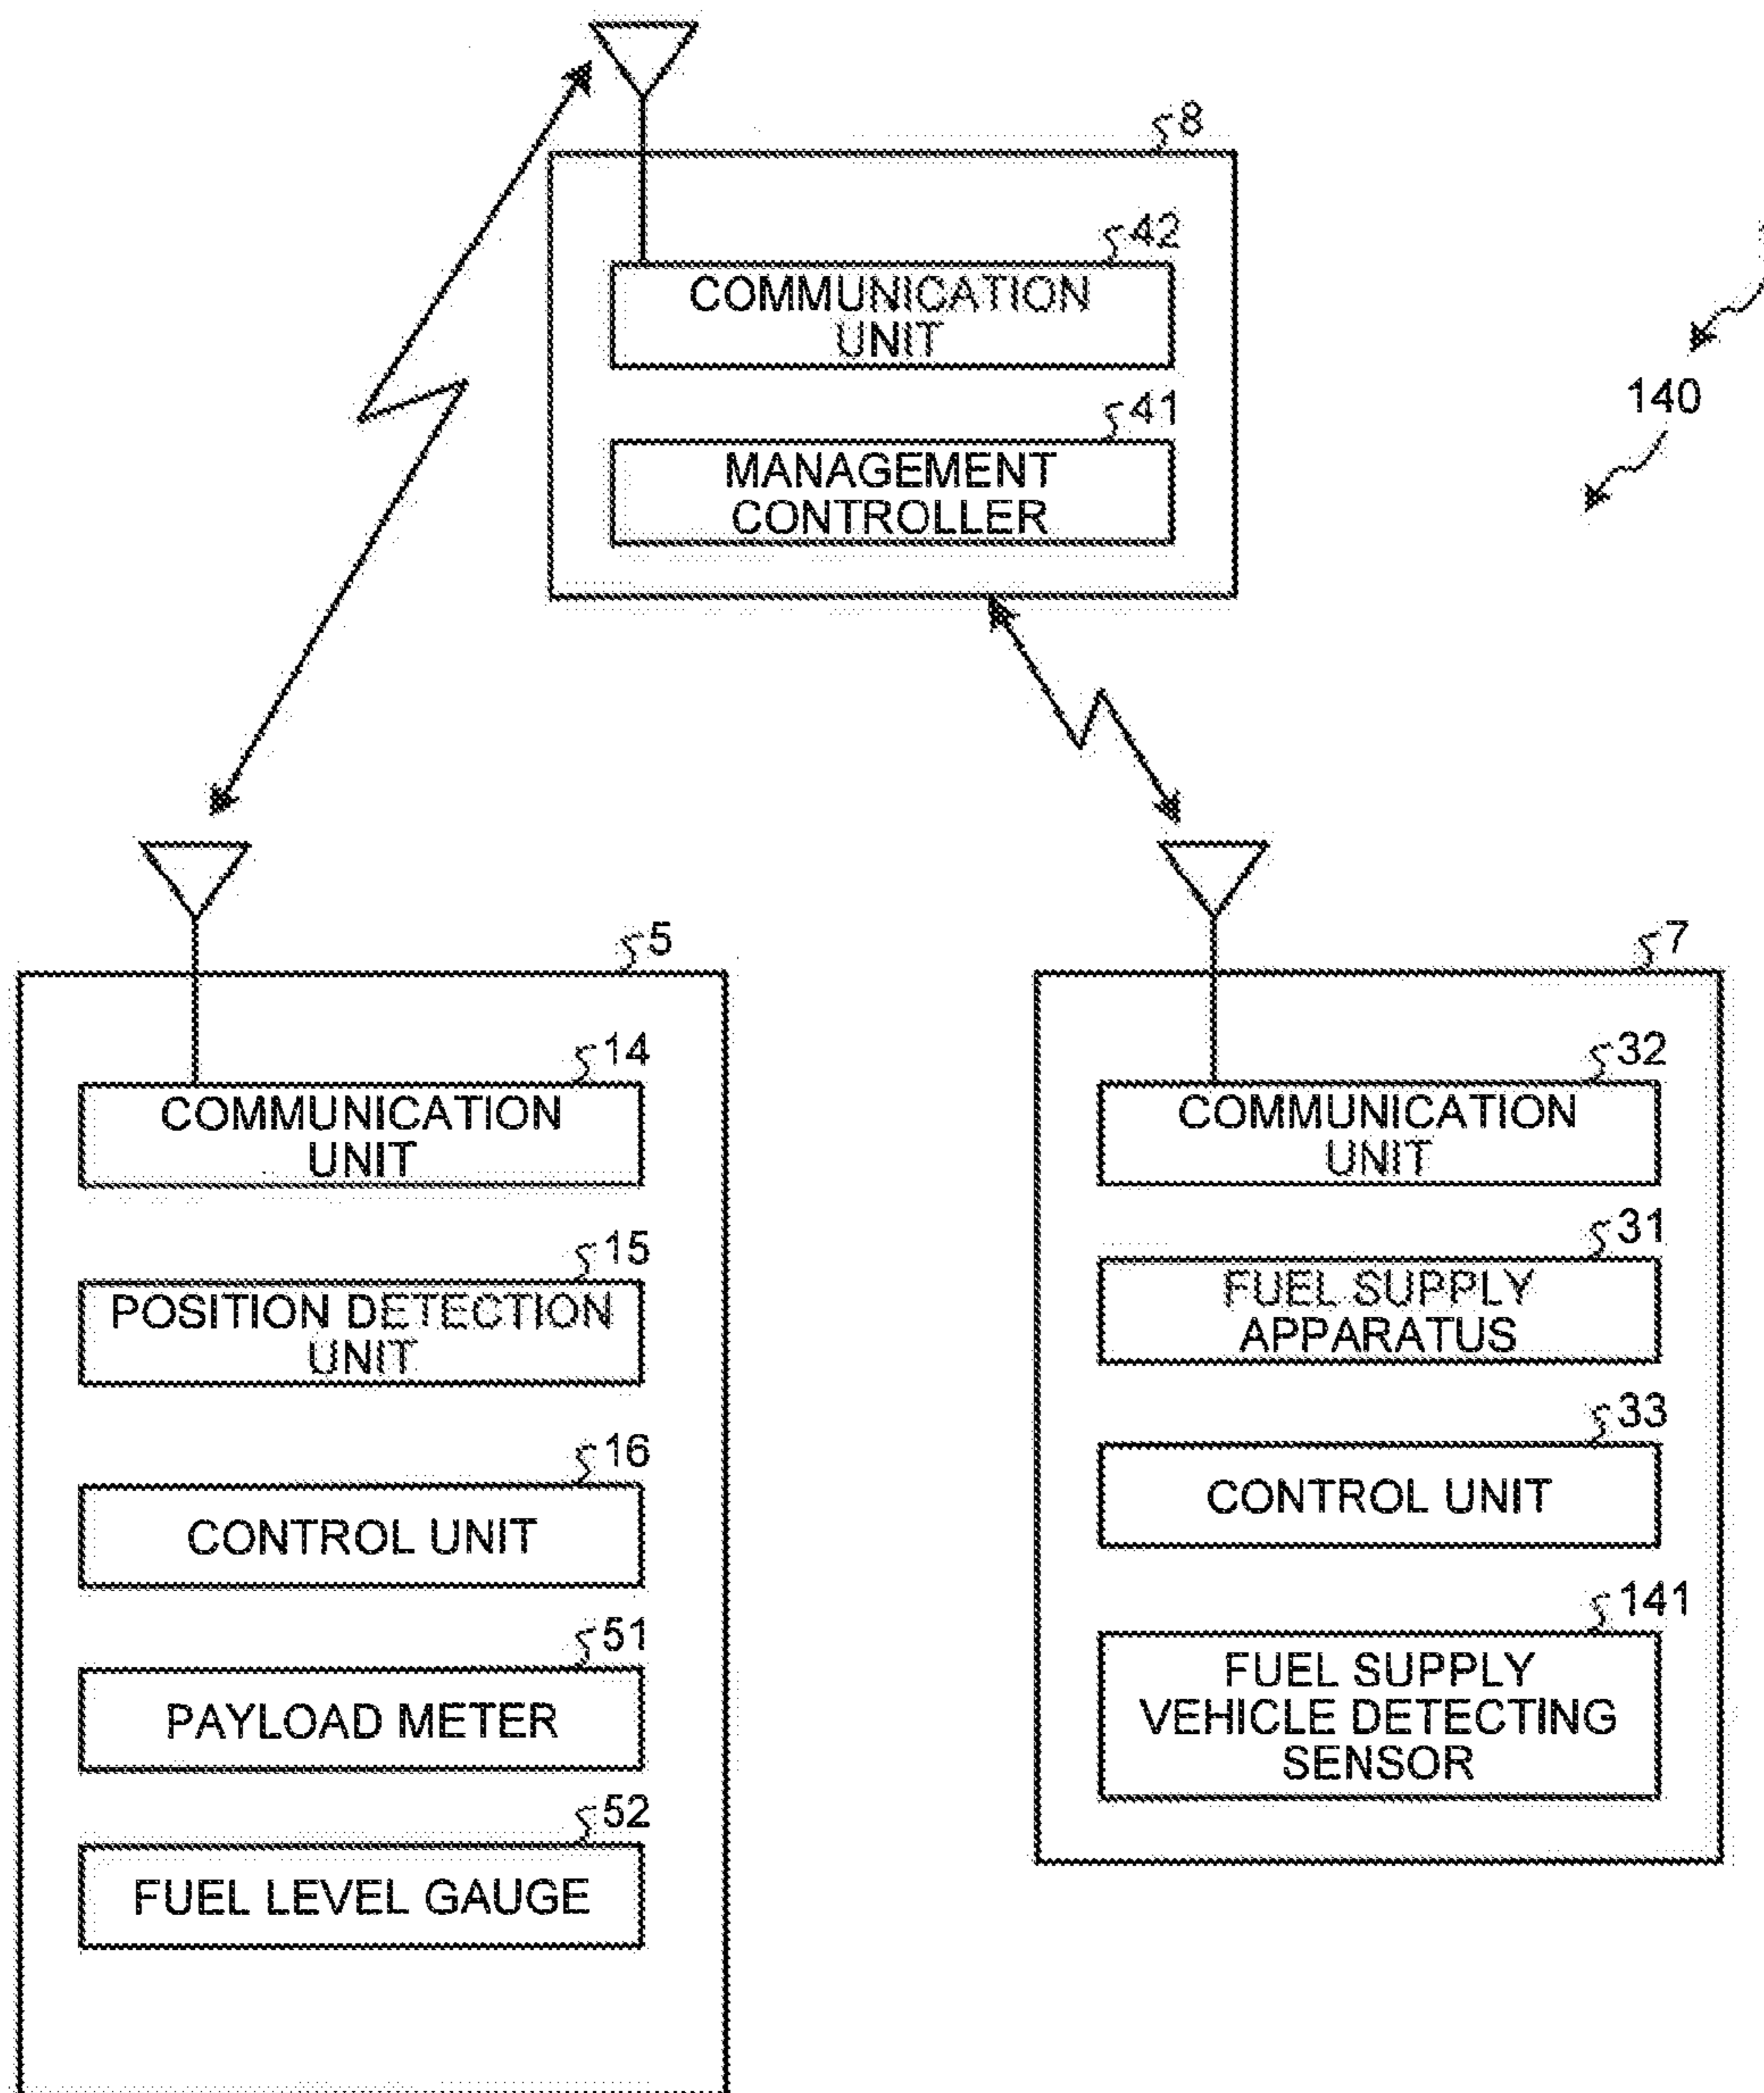 8
42
COMMUNICATION
UNIT
140
41
MANAGEMENT
CONTROLLER
5
14
COMMUNICATION
UNIT
15
POSITION DETECTION
UNIT
16
CONTROL UNIT
51
PAYLOAD METER
52
FUEL LEVEL GAUGE
7
32
COMMUNICATION
UNIT
31
FUEL SUPPLY
APPARATUS
33
CONTROL UNIT
141
FUEL SUPPLY
VEHICLE DETECTING
SENSOR